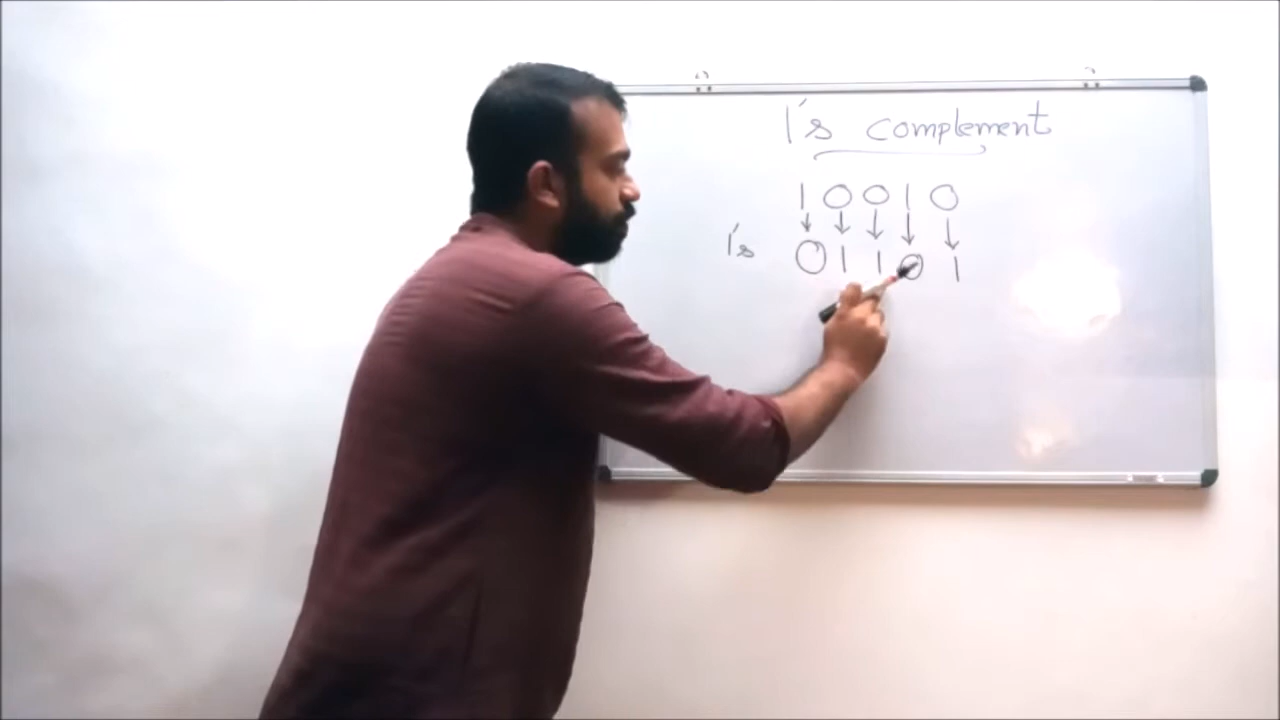 1's complement
1 0 0 1 0
↓ ↓ ↓ ↓ ↓
1's 0 1 1 0 1